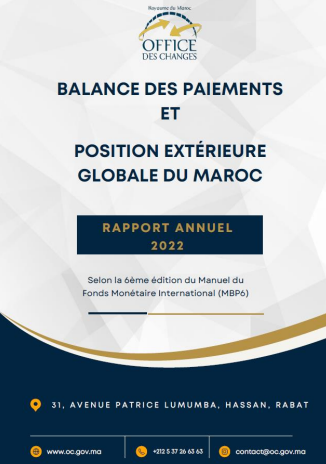 Royaume du Maroc
OFFICE
DES CHANGES
BALANCE DES PAIEMENTS
ET
POSITION EXTÉRIEURE
GLOBALE DU MAROC
RAPPORT ANNUEL
2022
Selon la 6ème édition du Manuel du
Fonds Monétaire International (MBP6)
31, AVENUE PATRICE LUMUMBA, HASSAN, RABAT
www.oc.gov.ma
+212 5 37 26 63 63
contact@oc.gov.ma